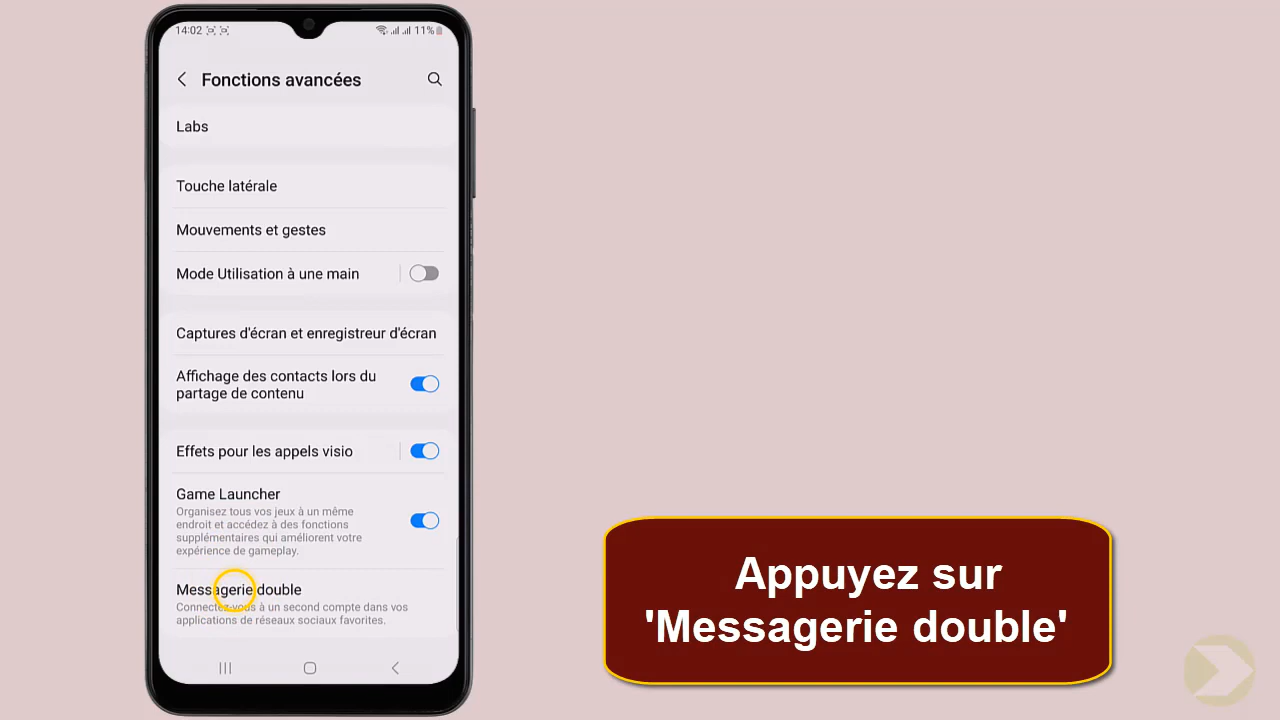 14:02
11%
Fonctions avancées
Labs
Touche latérale
Mouvements et gestes
Mode Utilisation à une main
Captures d'écran et enregistreur d'écran
Affichage des contacts lors du
partage de contenu
Effets pour les appels visio
Game Launcher
Organisez tous vos jeux à un même
endroit et accédez à des fonctions
supplémentaires qui améliorent votre
expérience de gameplay.
Messagerie double
Connectez-vous à un second compte dans vos
applications de réseaux sociaux favorites.
Appuyez sur
'Messagerie double'